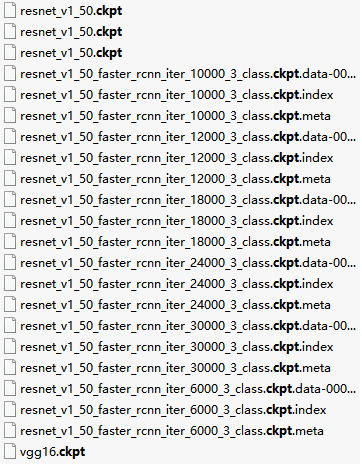 resnet_v1_50.ckpt
resnet_v1_50.ckpt
resnet_v1_50.ckpt
resnet_v1_50_faster_rcnn_iter_10000_3_class.ckpt.data-00...
resnet_v1_50_faster_rcnn_iter_10000_3_class.ckpt.index
resnet_v1_50_faster_rcnn_iter_10000_3_class.ckpt.meta
resnet_v1_50_faster_rcnn_iter_12000_3_class.ckpt.data-00...
resnet_v1_50_faster_rcnn_iter_12000_3_class.ckpt.index
resnet_v1_50_faster_rcnn_iter_12000_3_class.ckpt.meta
resnet_v1_50_faster_rcnn_iter_18000_3_class.ckpt.data-00...
resnet_v1_50_faster_rcnn_iter_18000_3_class.ckpt.index
resnet_v1_50_faster_rcnn_iter_18000_3_class.ckpt.meta
resnet_v1_50_faster_rcnn_iter_24000_3_class.ckpt.data-00...
resnet_v1_50_faster_rcnn_iter_24000_3_class.ckpt.index
resnet_v1_50_faster_rcnn_iter_24000_3_class.ckpt.meta
resnet_v1_50_faster_rcnn_iter_30000_3_class.ckpt.data-00...
resnet_v1_50_faster_rcnn_iter_30000_3_class.ckpt.index
resnet_v1_50_faster_rcnn_iter_30000_3_class.ckpt.meta
resnet_v1_50_faster_rcnn_iter_6000_3_class.ckpt.data-000...
resnet_v1_50_faster_rcnn_iter_6000_3_class.ckpt.index
resnet_v1_50_faster_rcnn_iter_6000_3_class.ckpt.meta
vgg16.ckpt